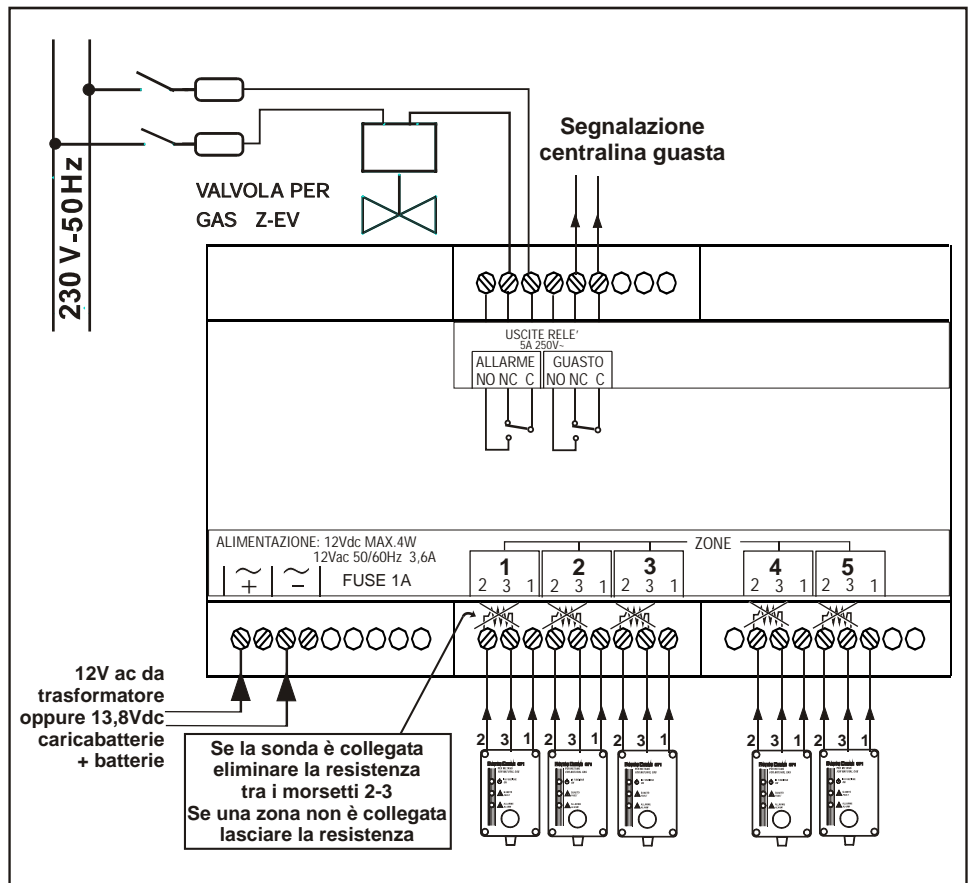 Segnalazione
centralina guasta
VALVOLA PER
GAS Z-EV
230 V-50Hz
USCITE RELE'
5A 250V~
ALLARME GUASTO
NO NC C NO NC C
ALIMENTAZIONE: 12Vdc MAX.4W
12Vac 50/60Hz 3,6A
FUSE 1A
~ ~
+ −
ZONE
1 2 3 4 5
2 3 1 2 3 1 2 3 1 2 3 1 2 3 1
12V ac da
trasformatore
oppure 13,8Vdc
caricabatterie
+ batterie
Se la sonda è collegata
eliminare la resistenza
tra i morsetti 2-3
Se una zona non è collegata
lasciare la resistenza
2 3 1 2 3 1 2 3 1 2 3 1 2 3 1